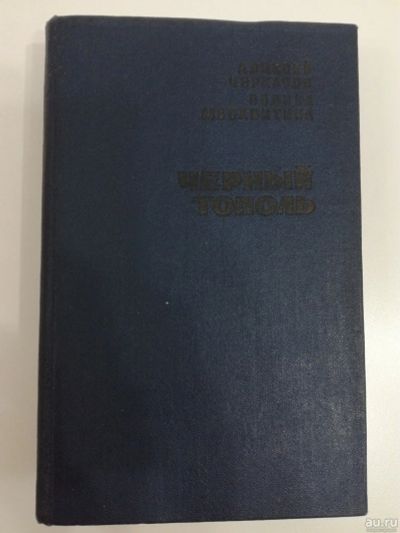 АЛЕКСЕЙ
ЧЕРКАСОВ
ПОЛИНА
МОСКВИТИНА
ЧЕРНЫЙ
ТОПОЛЬ
au.ru